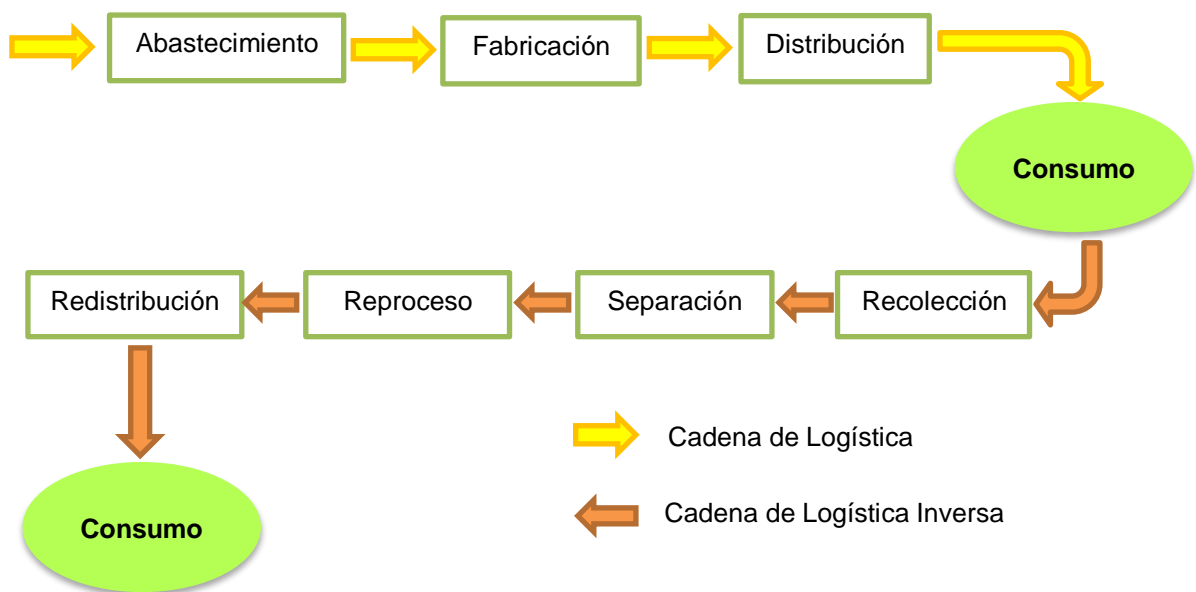 Abastecimiento
Fabricación
Distribución
Consumo
Redistribución
Reproceso
Separación
Recolección
Cadena de Logística
Cadena de Logística Inversa
Consumo